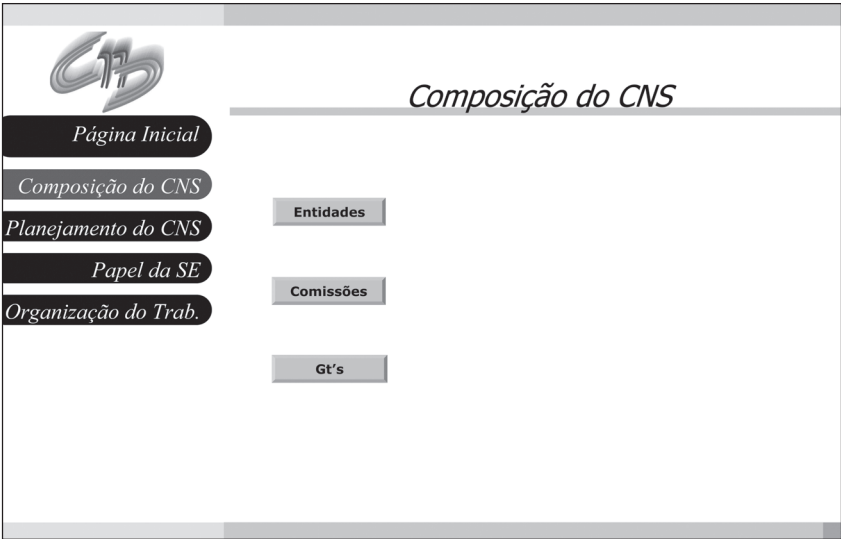 Composição do CNS
Página Inicial
Composição do CNS
Planejamento do CNS
Papel da SE
Organização do Trab.
Entidades
Comissões
Gt's